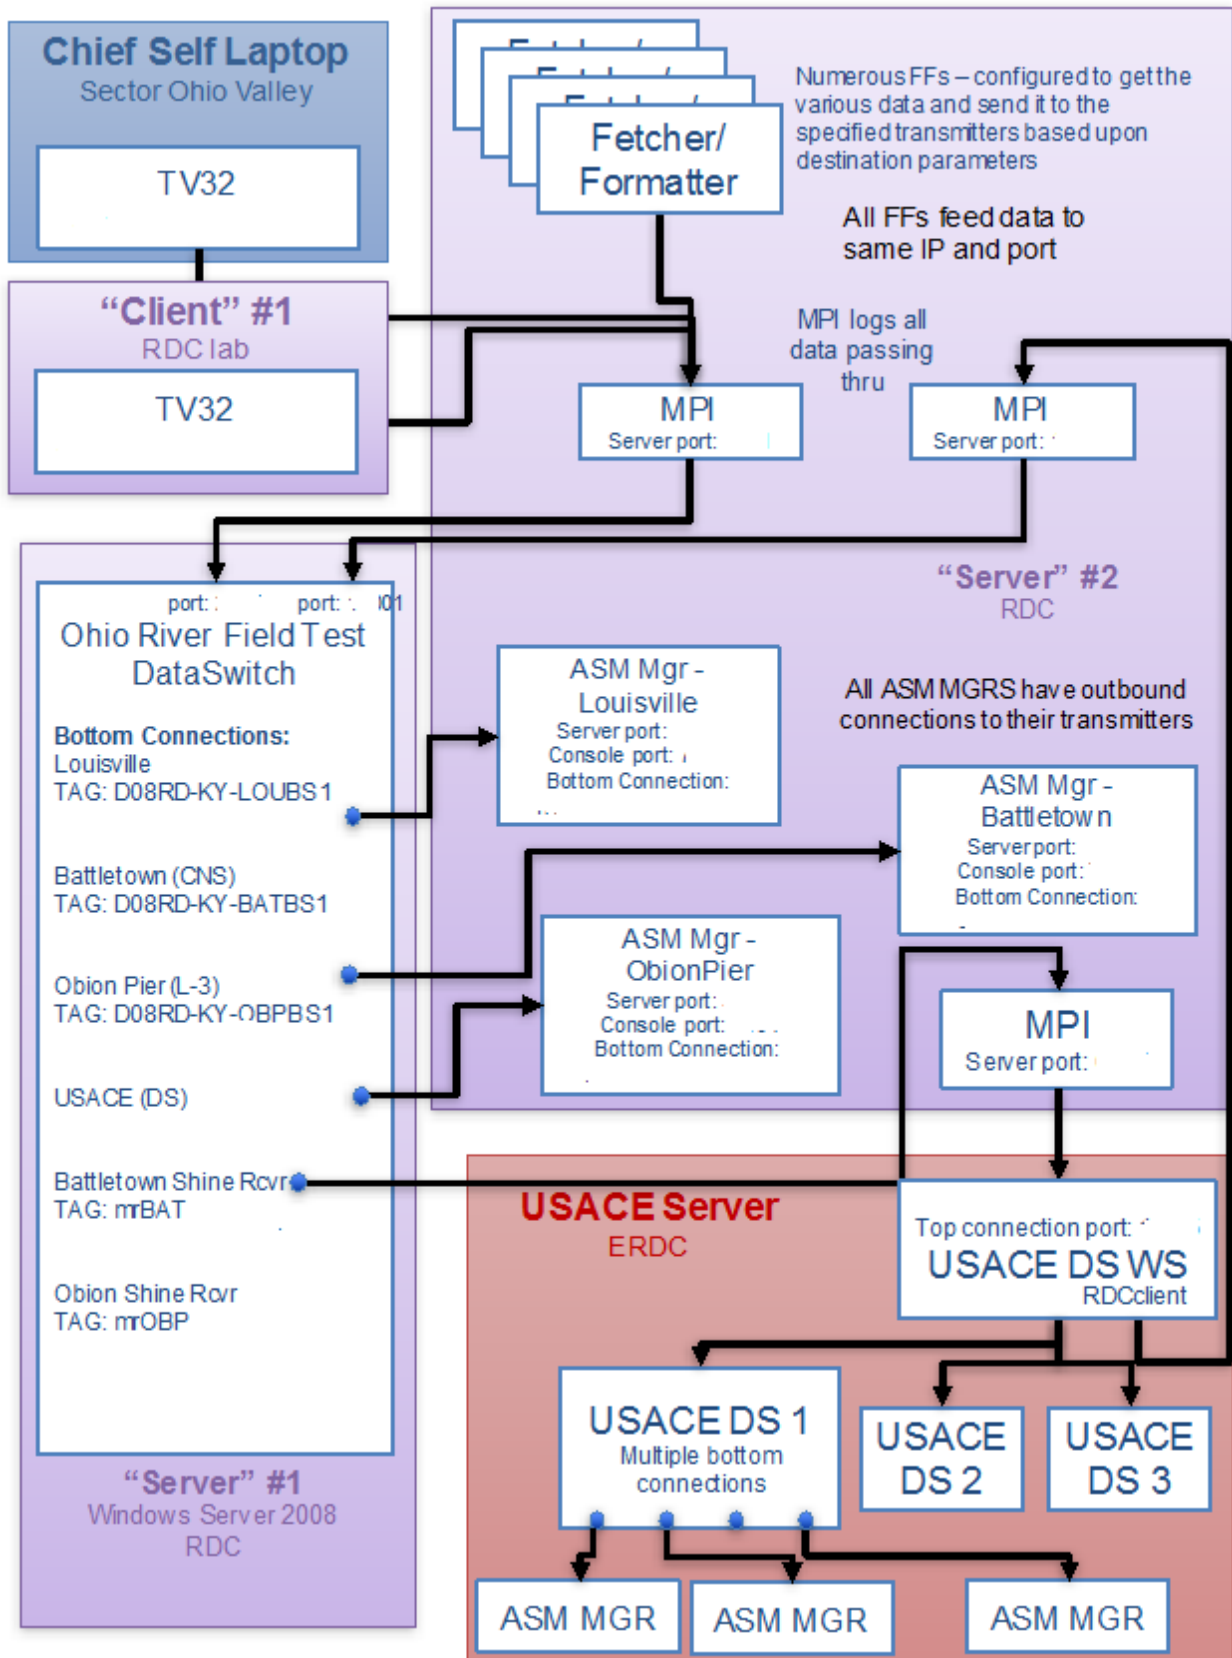 Chief Self Laptop
Sector Ohio Valley
TV32
“Client” #1
RDC lab
TV32
Fetcher/
Fetcher/
Fetcher/
Fetcher/
Formatter
Numerous FFs – configured to get the
various data and send it to the
specified transmitters based upon
destination parameters
All FFs feed data to
same IP and port
MPI logs all
data passing
thru
MPI
Server port:
MPI
Server port:
“Server” #2
RDC
port:
port:
Ohio River Field Test
DataSwitch
Bottom Connections:
Louisville
TAG: D08RD-KY-LOUBS1
Battletown (CNS)
TAG: D08RD-KY-BATBS1
Obion Pier (L-3)
TAG: D08RD-KY-OBPBS1
USACE (DS)
Battletown Shine Rcvr
TAG: mrBAT
Obion Shine Rcvr
TAG: mrOBP
“Server” #1
Windows Server 2008
RDC
ASM Mgr -
Louisville
Server port:
Console port:
Bottom Connection:
All ASM MGRS have outbound
connections to their transmitters
ASM Mgr -
Battletown
Server port:
Console port:
Bottom Connection:
ASM Mgr -
ObionPier
Server port:
Console port:
Bottom Connection:
MPI
Server port:
USACE Server
ERDC
Top connection port:
USACE DS WS
RDCclient
USACE DS 1
Multiple bottom
connections
USACE
DS 2
USACE
DS 3
ASM MGR
ASM MGR
ASM MGR